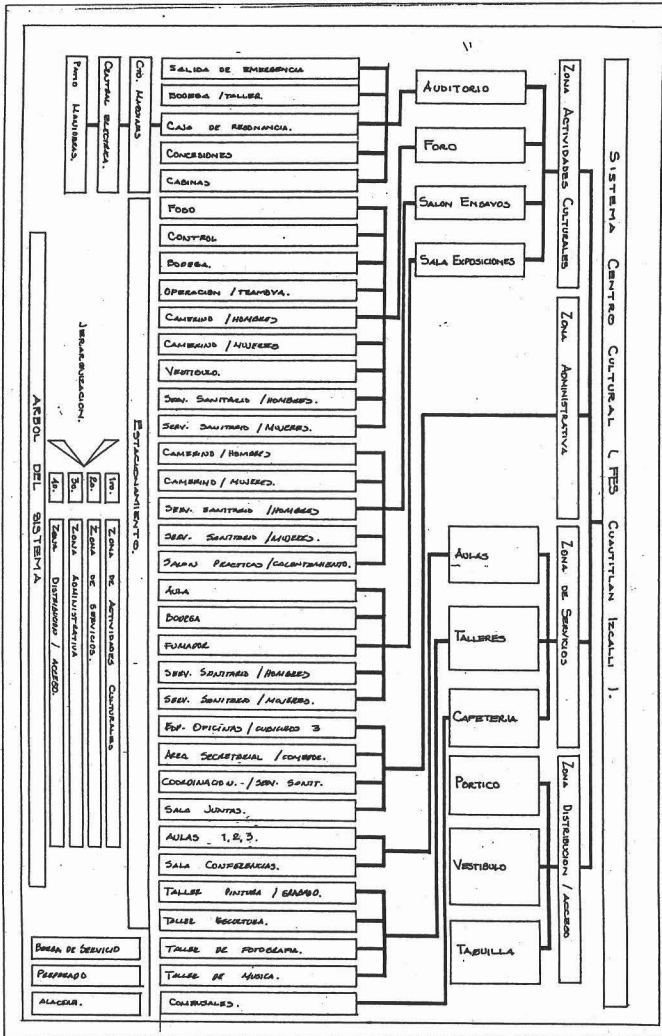 SISTEMA CENTRO CULTURAL ( FES CUAUTITLAN IZCALLI ).
ZONA ACTIVIDADES CULTURALES
ZONA ADMINISTRATIVA
ZONA DE SERVICIOS
ZONA DISTRIBUCION / ACCESO
AUDITORIO
FORO
SALON ENSAYOS
SALA EXPOSICIONES
AULAS
TALLERES
CAFETERIA
PORTICO
VESTIBULO
TAQUILLA
SALIDA DE EMERGENCIA
BODEGA / TALLER.
CAJA DE RESONANCIA.
CONCESIONES
CABINAS
FORO
CONTROL
BODEGA.
OPERACION / TRAMOYA.
CAMERINO / HOMBRES
CAMERINO / MUJERES
VESTIBULO.
SERV. SANITARIO / HOMBRES.
SERV. SANITARIO / MUJERES.
CAMERINO / HOMBRES
CAMERINO / MUJERES.
SERV. SANITARIO / HOMBRES
SERV. SANITARIO / MUJERES.
SALON PRACTICAS / CALENTAMIENTO.
AULA
BODEGA
FUMADOR
SERV. SANITARIO / HOMBRES
SERV. SANITARIO / MUJERES.
EDF. OFICINAS / CUBICULOS 3
AREA SECRETARIAL /
COORDINACION. - / SERV. SANIT.
SALA JUNTAS.
AULAS 1, 2, 3.
SALA CONFERENCIAS.
TALLER PINTURA / GRABADO.
TALLER ESCULTURA.
TALLER DE FOTOGRAFIA.
TALLER DE MUSICA.
COMENSALES.
CTO. MAQUINAS
CENTRAL ELECTRICA.
PATIO MANIOBRAS.
ESTACIONAMIENTO.
JERARQUIZACION.
1ro. ZONA DE ACTIVIDADES CULTURALES
2o. ZONA DE SERVICIOS.
3o. ZONA ADMINISTRATIVA
4o. ZONA DISTRIBUCION / ACCESO.
ARBOL DEL SISTEMA
BARRA DE SERVICIO
PREPARADO
ALACENA.